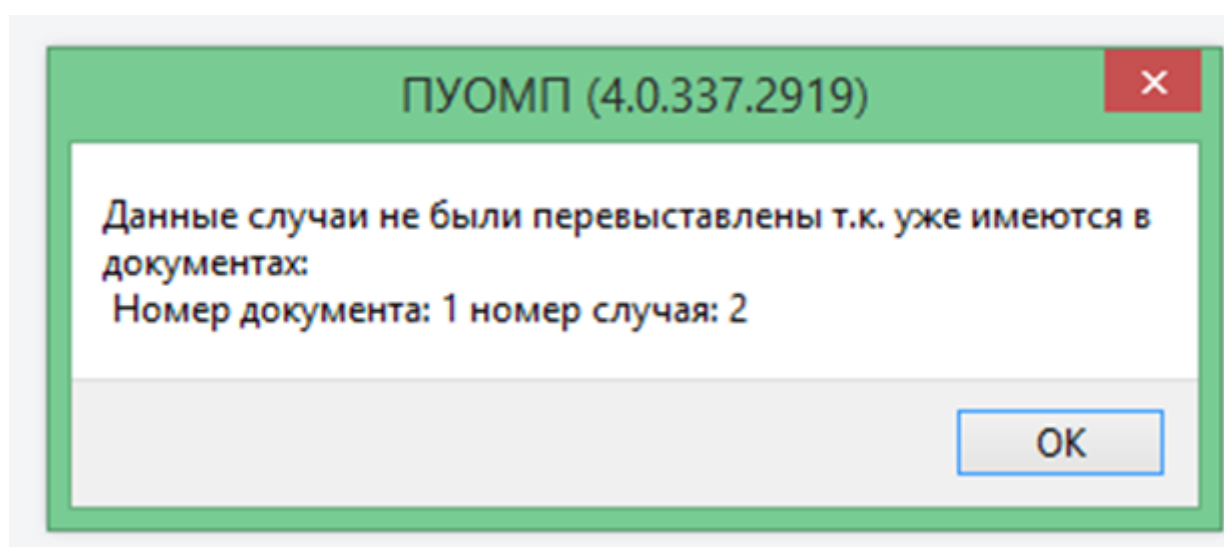 ПУОМП (4.0.337.2919)
Данные случаи не были перевыставлены т.к. уже имеются в
документах:
Номер документа: 1 номер случая: 2
ОК